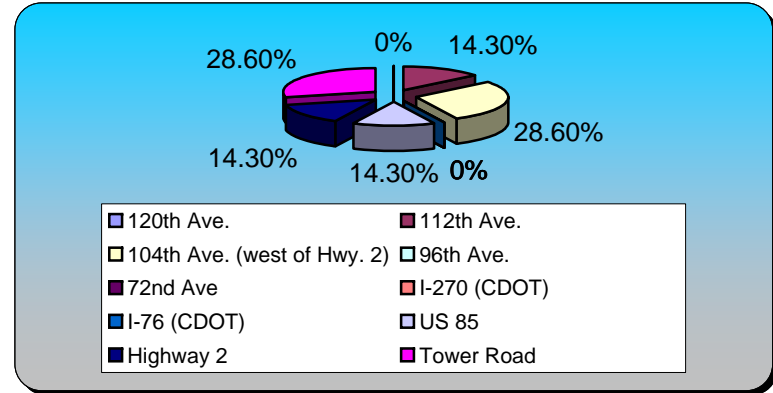 0% 14.30%
28.60%
28.60%
14.30% 14.30% 0%
120th Ave. 112th Ave.
104th Ave. (west of Hwy. 2) 96th Ave.
72nd Ave I-270 (CDOT)
I-76 (CDOT) US 85
Highway 2 Tower Road